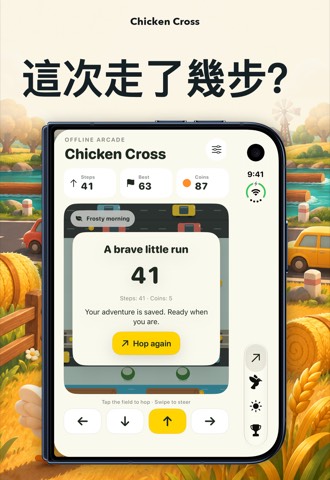 Chicken Cross
這次走了幾步?
OFFLINE ARCADE
Chicken Cross
Steps
41
Best
63
Coins
87
9:41
Frosty morning
A brave little run
41
Steps: 41 · Coins: 5
Your adventure is saved. Ready when
you are.
Hop again
Tap the field to hop · Swipe to steer